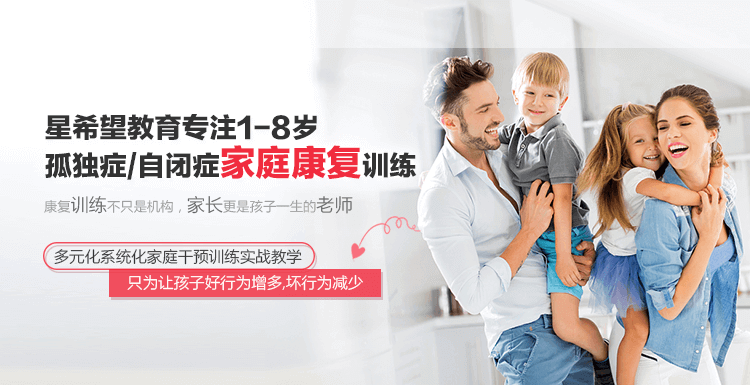 星希望教育专注1-8岁
孤独症/自闭症家庭康复训练
康复训练不只是机构，家长更是孩子一生的老师
多元化系统化家庭干预训练实战教学
只为让孩子好行为增多,坏行为减少